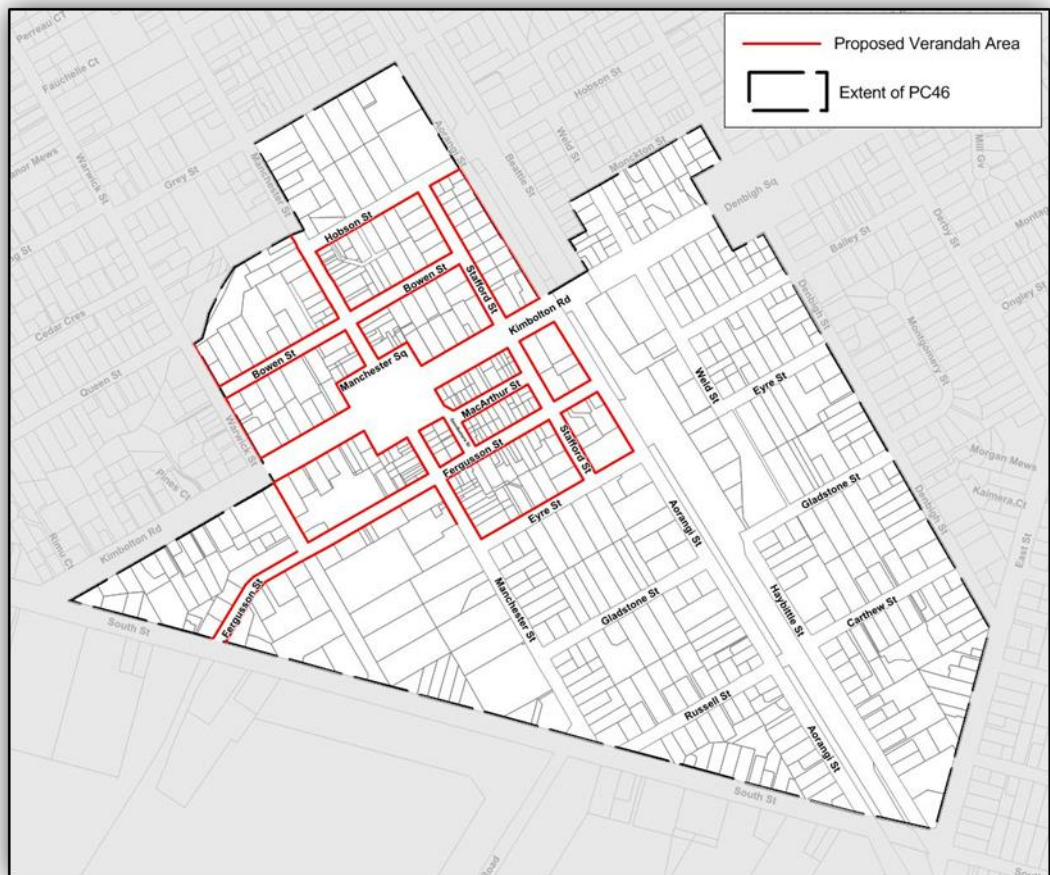 Proposed Verandah Area
Extent of PC46
Perreau Ct
Fauchelle Ct
Hobson St
Aorangi St
Weld St
Beattie St
Monckton St
Mill Gv
Warwick St
Grey St
Manchester St
Denbigh Sq
Derby St
Hobson St
Bailey St
Stafford St
Bowen St
Denbigh St
Ongley St
Kimbolton Rd
Cedar Cres
Montgomery St
Bowen St
Manchester Sq
Queen St
MacArthur St
Weld St
Eyre St
Warwick St
Fergusson St
Stafford St
Morgan Mews
Pines Ct
Gladstone St
Kaimera Ct
Eyre St
Denbigh St
Aorangi St
Kimbolton Rd
Rimu Ct
East St
Fergusson St
Manchester St
Gladstone St
Haybittle St
Carthew St
South St
Russell St
Aorangi St
South St